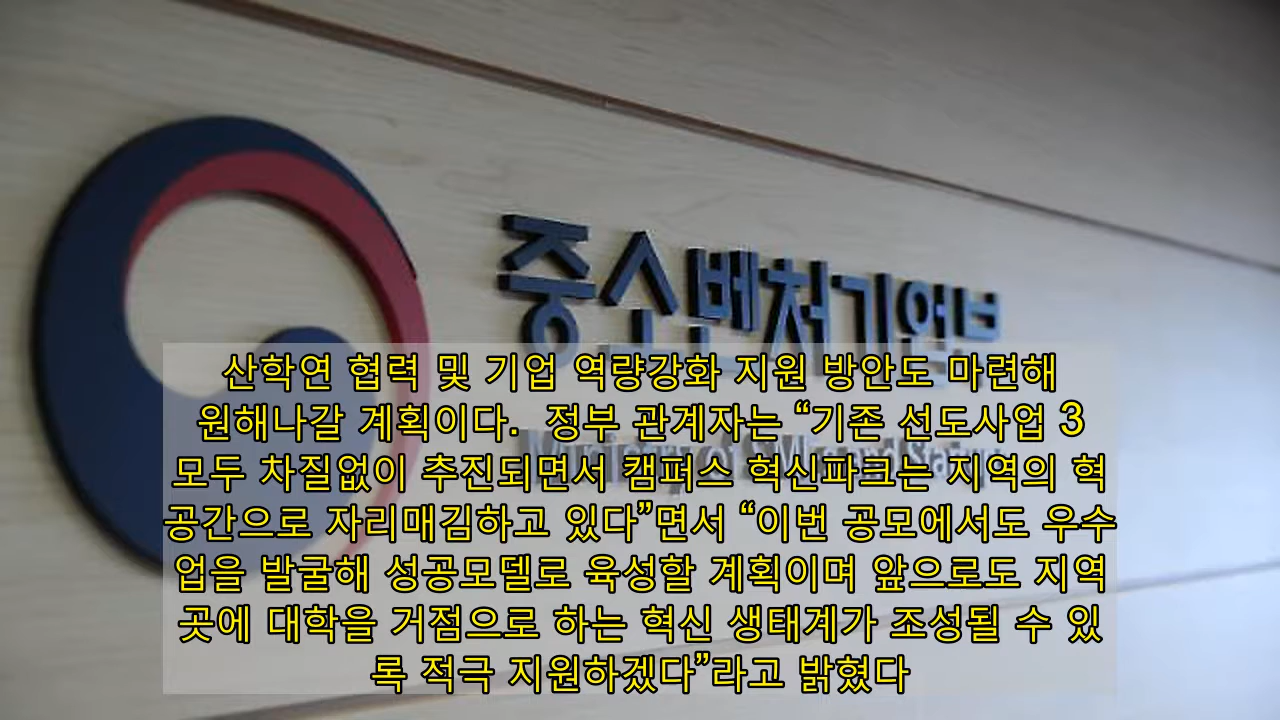 중소벤처기업부
산학연 협력 및 기업 역량강화 지원 방안도 마련해
원해나갈 계획이다. 정부 관계자는 “기존 선도사업 3
모두 차질없이 추진되면서 캠퍼스 혁신파크는 지역의 혁
공간으로 자리매김하고 있다”면서 “이번 공모에서도 우수
업을 발굴해 성공모델로 육성할 계획이며 앞으로도 지역
곳에 대학을 거점으로 하는 혁신 생태계가 조성될 수 있
록 적극 지원하겠다”라고 밝혔다